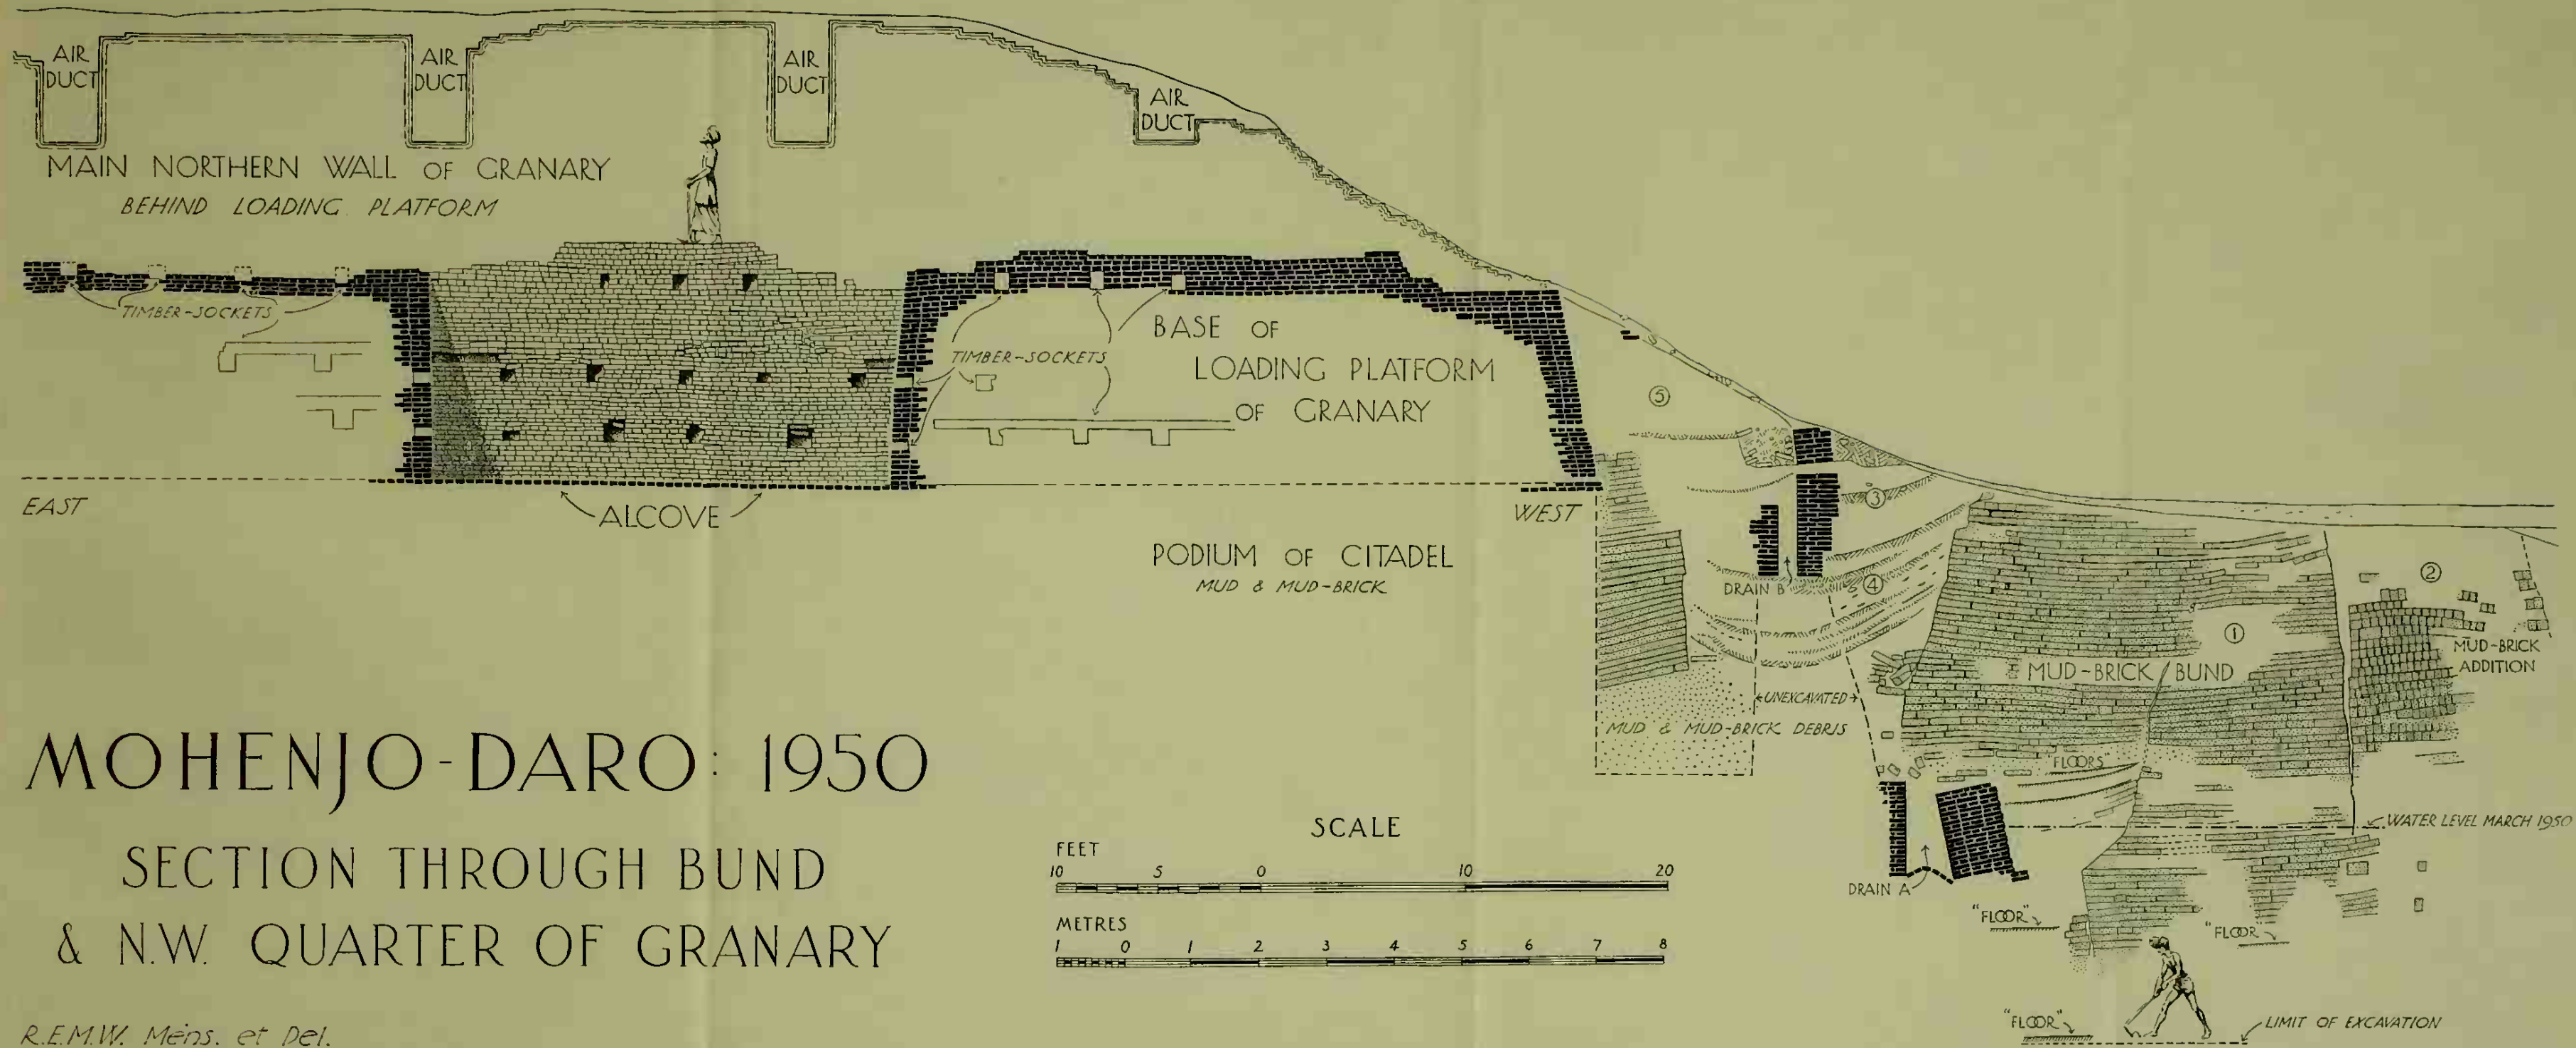 AIR
DUCT
AIR
DUCT
AIR
DUCT
AIR
DUCT
MAIN NORTHERN WALL OF GRANARY
BEHIND LOADING PLATFORM
TIMBER-SOCKETS
TIMBER-SOCKETS
BASE OF
LOADING PLATFORM
OF GRANARY
EAST
ALCOVE
WEST
PODIUM OF CITADEL
MUD & MUD-BRICK
5
3
DRAIN B
4
2
1
MUD-BRICK BUND
MUD-BRICK
ADDITION
UNEXCAVATED
MUD & MUD-BRICK DEBRIS
FLOORS
WATER LEVEL MARCH 1950
DRAIN A
"FLOOR"
"FLOOR"
"FLOOR"
LIMIT OF EXCAVATION
MOHENJO-DARO: 1950
SECTION THROUGH BUND
& N.W. QUARTER OF GRANARY
SCALE
FEET
10 5 0 10 20
METRES
1 0 1 2 3 4 5 6 7 8
R.E.M.W. Mens. et Del.